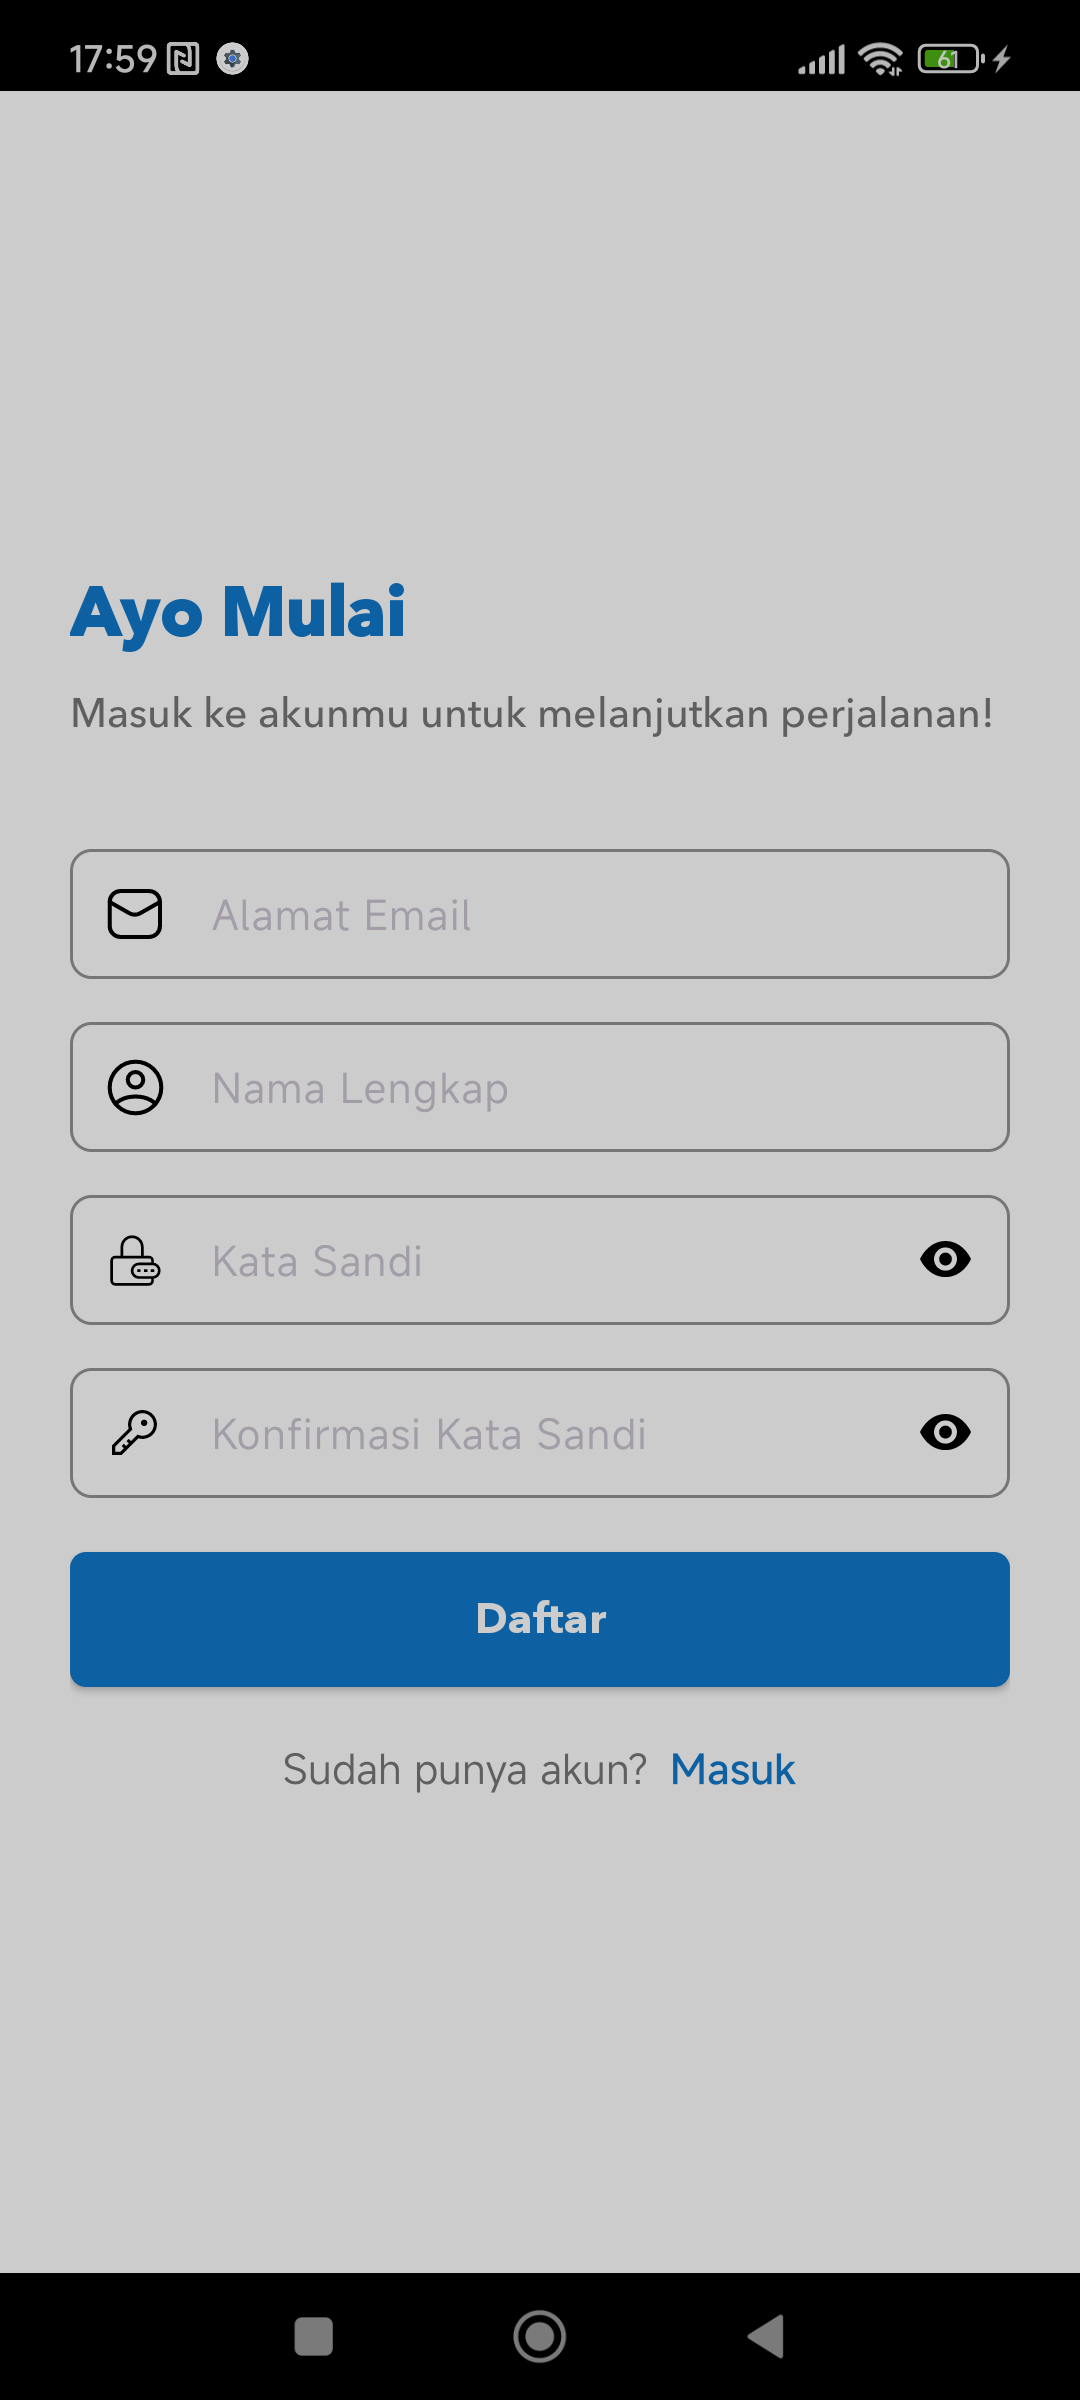 17:59
61
Ayo Mulai
Masuk ke akunmu untuk melanjutkan perjalanan!
Alamat Email
Nama Lengkap
Kata Sandi
Konfirmasi Kata Sandi
Daftar
Sudah punya akun? Masuk